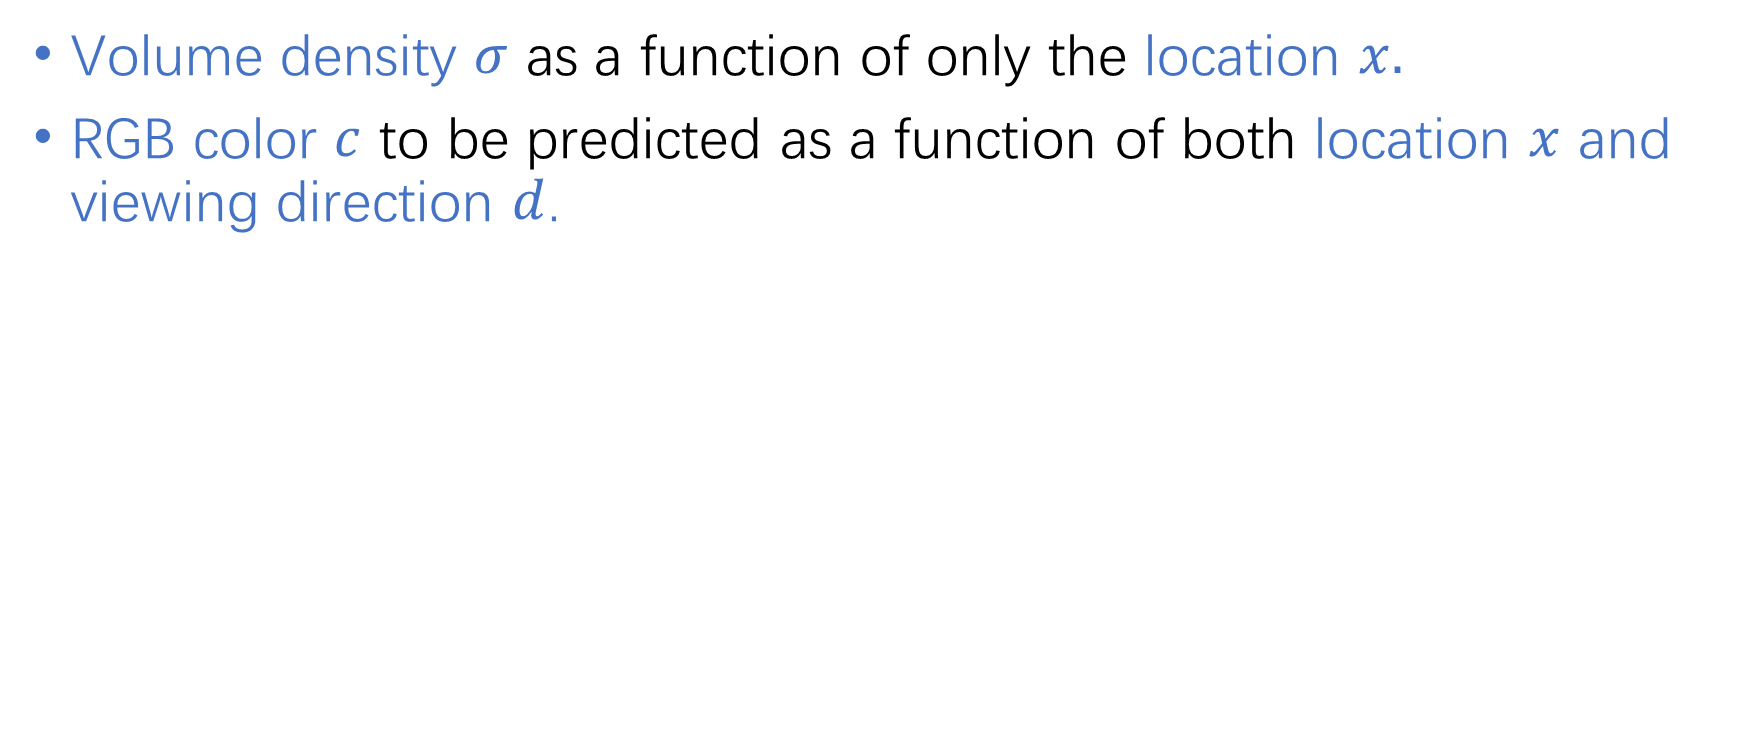 • Volume density 𝜎 as a function of only the location 𝑥.
• RGB color 𝑐 to be predicted as a function of both location 𝑥 and
viewing direction 𝑑.